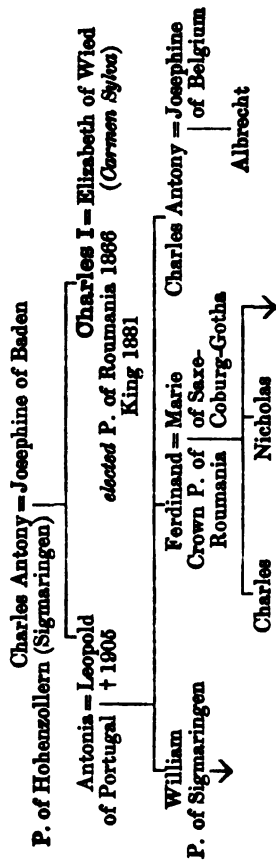 Charles Antony = Josephine of Baden
P. of Hohenzollern (Sigmaringen)
Antonia = Leopold
of Portugal † 1905
Charles I = Elizabeth of Wied
(Carmen Sylva)
elected P. of Roumania 1866
King 1881
William
P. of Sigmaringen
Ferdinand = Marie
Crown P. of of Saxe-
Roumania Coburg-Gotha
Charles Antony = Josephine
of Belgium
Charles
Nicholas
Albrecht